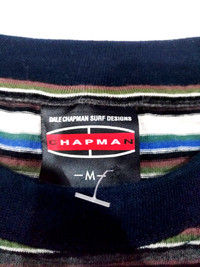 DALE CHAPMAN SURF DESIGNS
CHAPMAN
-M-